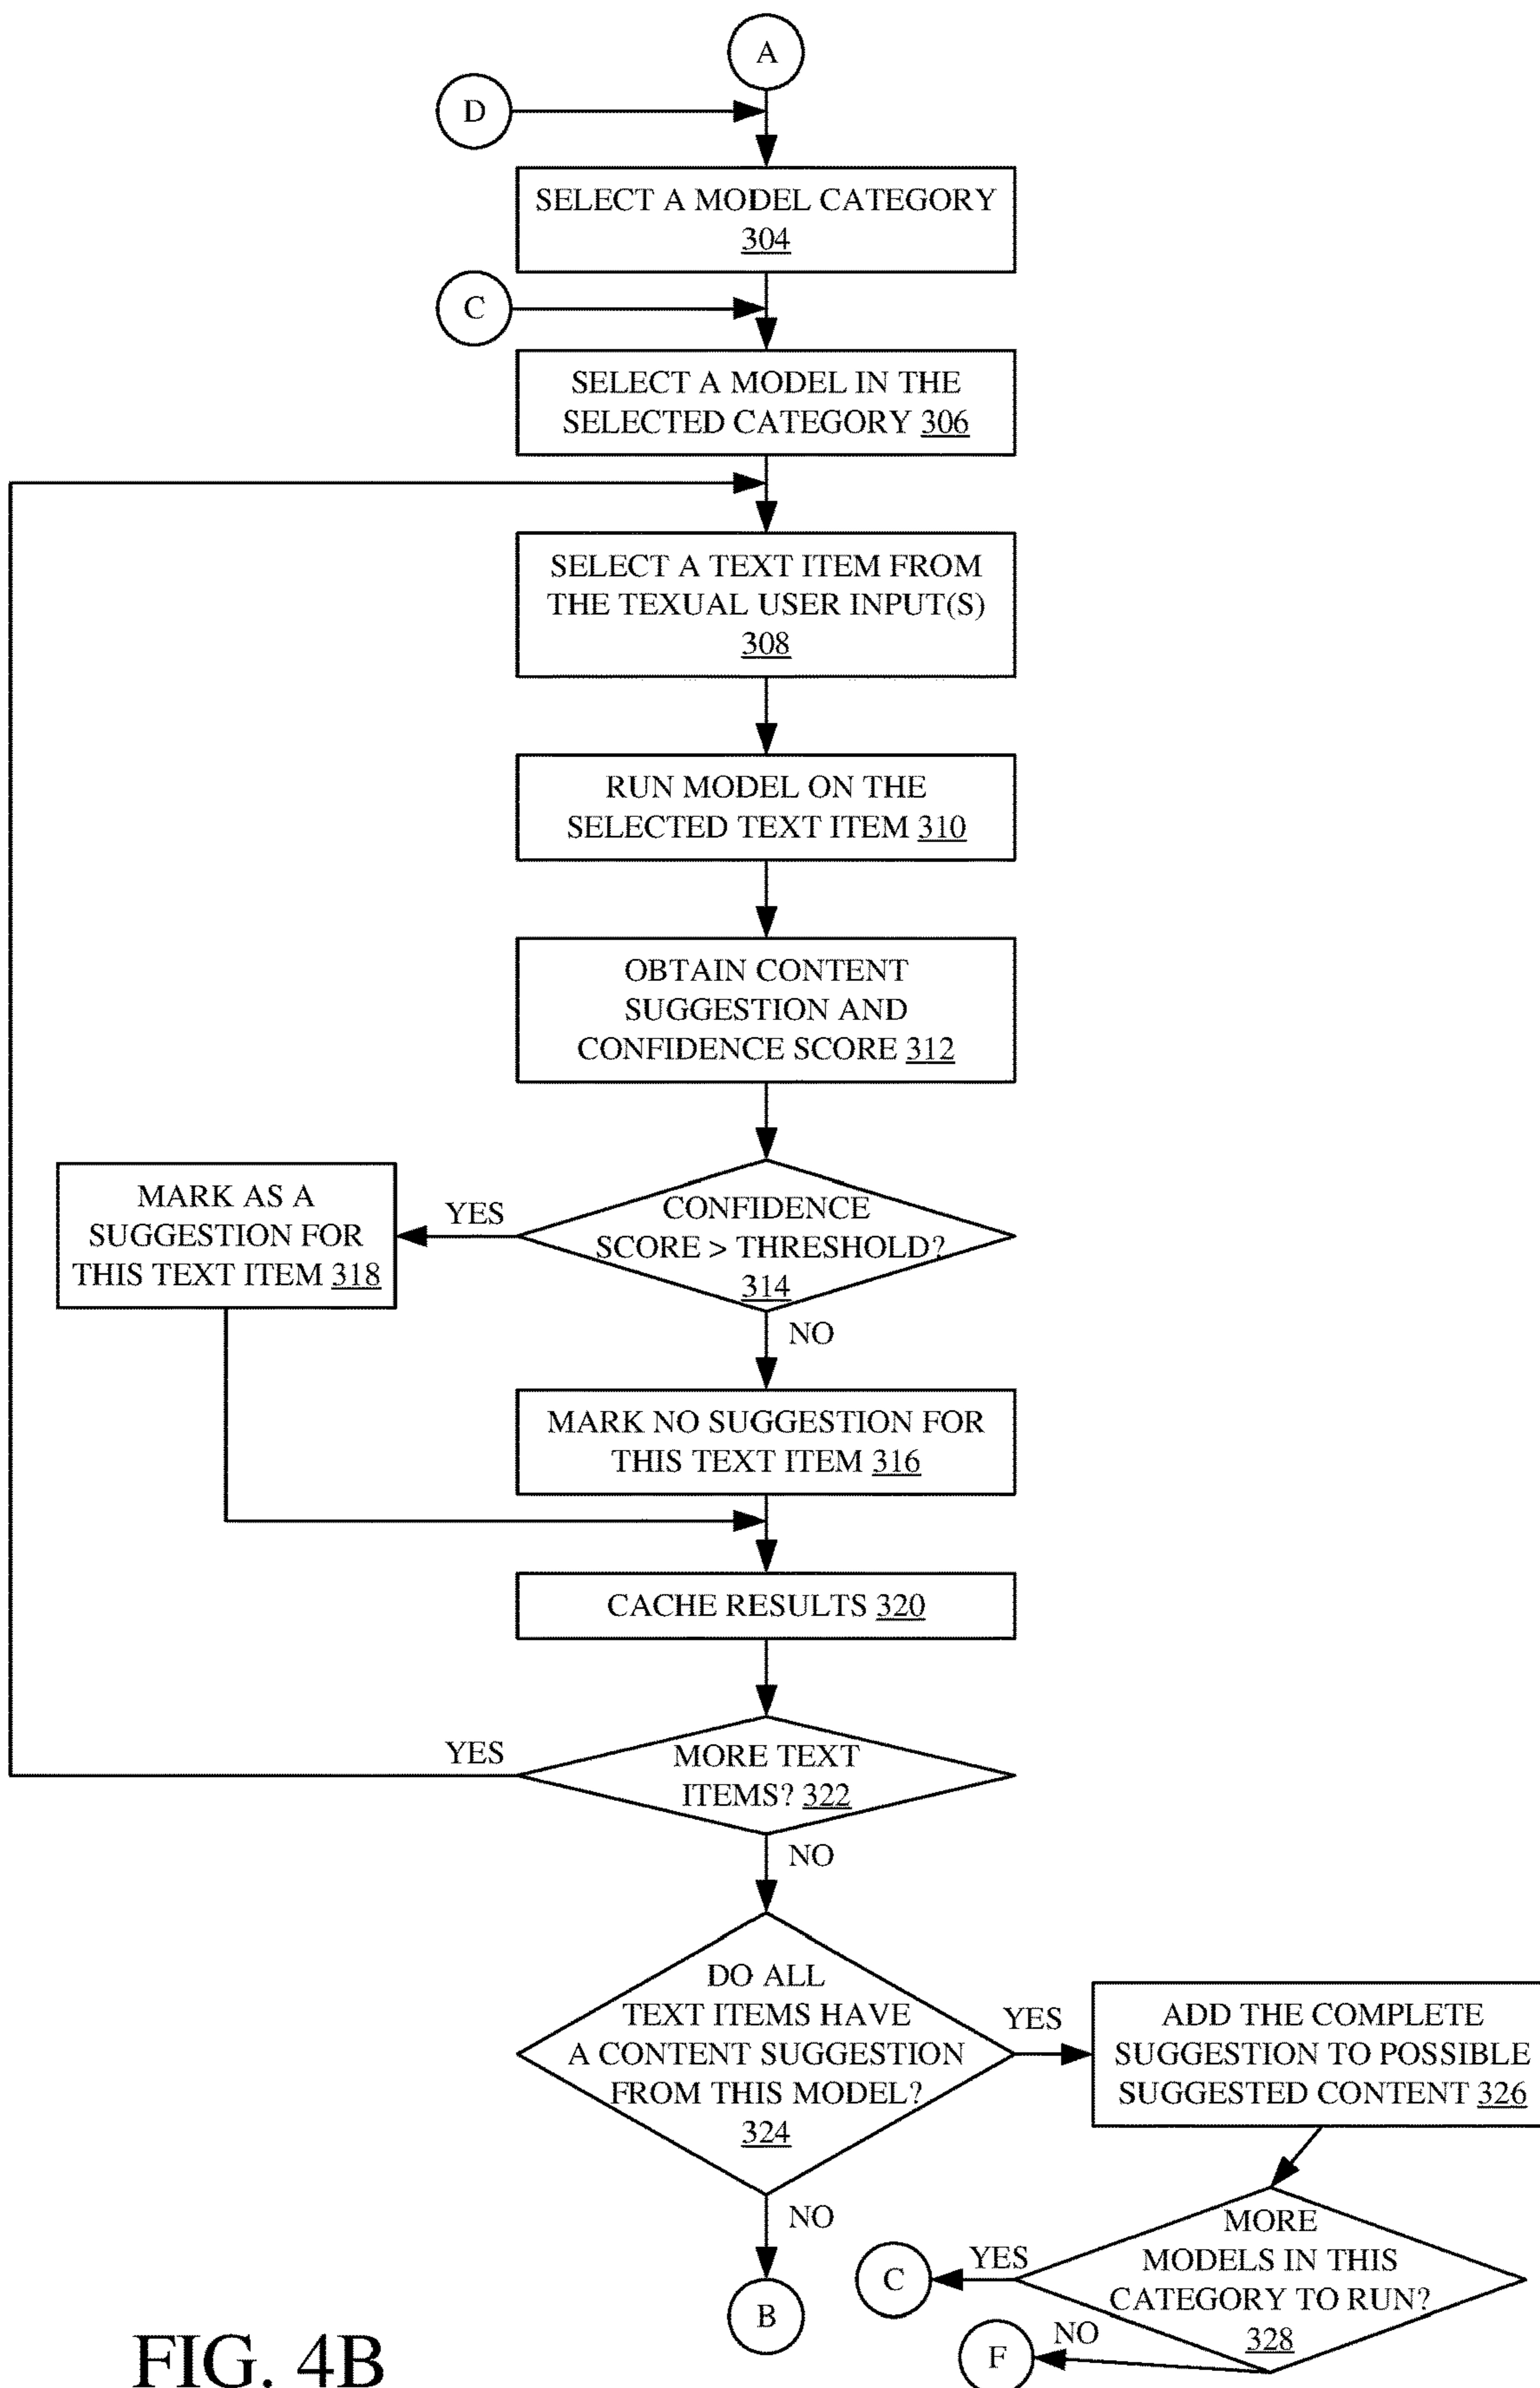 A
D
SELECT A MODEL CATEGORY
304
C
SELECT A MODEL IN THE
SELECTED CATEGORY 306
SELECT A TEXT ITEM FROM
THE TEXUAL USER INPUT(S)
308
RUN MODEL ON THE
SELECTED TEXT ITEM 310
OBTAIN CONTENT
SUGGESTION AND
CONFIDENCE SCORE 312
MARK AS A
SUGGESTION FOR
THIS TEXT ITEM 318
YES
CONFIDENCE
SCORE > THRESHOLD?
314
NO
MARK NO SUGGESTION FOR
THIS TEXT ITEM 316
CACHE RESULTS 320
YES
MORE TEXT
ITEMS? 322
NO
DO ALL
TEXT ITEMS HAVE
A CONTENT SUGGESTION
FROM THIS MODEL?
324
YES
ADD THE COMPLETE
SUGGESTION TO POSSIBLE
SUGGESTED CONTENT 326
NO
B
MORE
MODELS IN THIS
CATEGORY TO RUN?
328
YES
C
NO
F
FIG. 4B